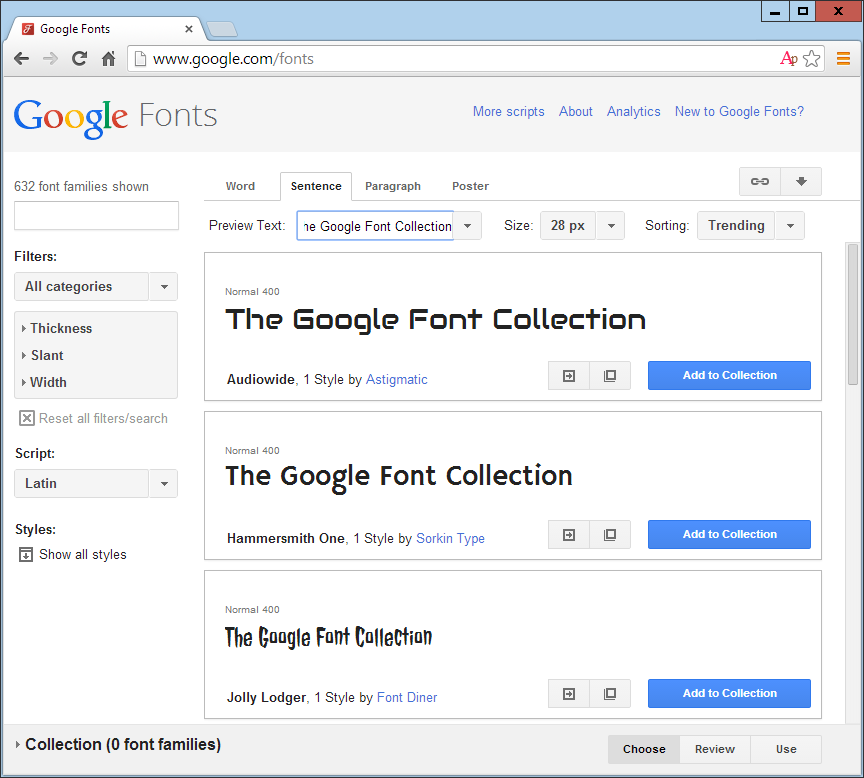 Google Fonts
www.google.com/fonts
Google Fonts
More scripts About Analytics New to Google Fonts?
632 font families shown
Word Sentence Paragraph Poster
Preview Text: he Google Font Collection Size: 28 px Sorting: Trending
Filters:
All categories
Thickness
Slant
Width
Reset all filters/search
Script:
Latin
Styles:
Show all styles
Normal 400
The Google Font Collection
Audiowide, 1 Style by Astigmatic Add to Collection
Normal 400
The Google Font Collection
Hammersmith One, 1 Style by Sorkin Type Add to Collection
Normal 400
The Google Font Collection
Jolly Lodger, 1 Style by Font Diner Add to Collection
Collection (0 font families) Choose Review Use